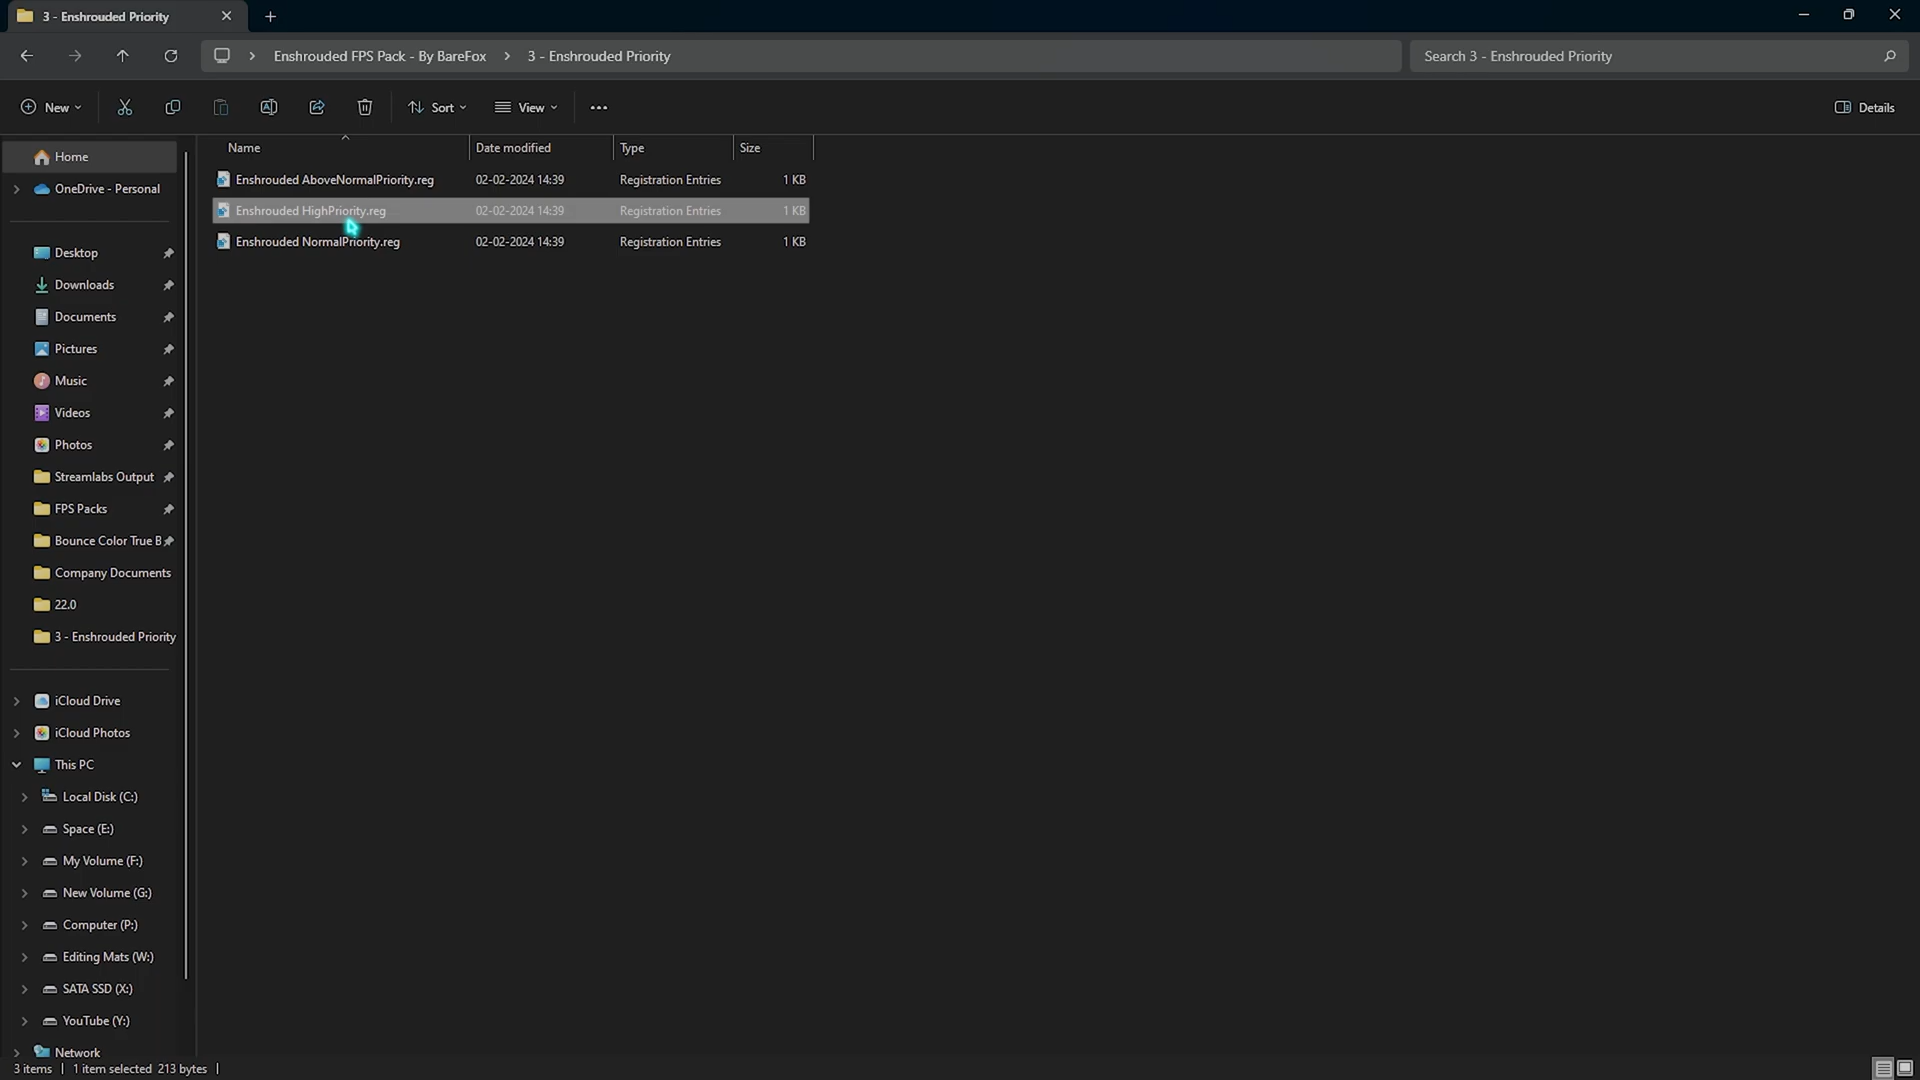 3 - Enshrouded Priority
Enshrouded FPS Pack - By BareFox
3 - Enshrouded Priority
Search 3 - Enshrouded Priority
New
Sort
View
Details
Name
Date modified
Type
Size
Enshrouded AboveNormalPriority.reg 02-02-2024 14:39 Registration Entries 1 KB
Enshrouded HighPriority.reg 02-02-2024 14:39 Registration Entries 1 KB
Enshrouded NormalPriority.reg 02-02-2024 14:39 Registration Entries 1 KB
Home
OneDrive - Personal
Desktop
Downloads
Documents
Pictures
Music
Videos
Photos
Streamlabs Output
FPS Packs
Bounce Color True B
Company Documents
22.0
3 - Enshrouded Priority
iCloud Drive
iCloud Photos
This PC
Local Disk (C:)
Space (E:)
My Volume (F:)
New Volume (G:)
Computer (P:)
Editing Mats (W:)
SATA SSD (X:)
YouTube (Y:)
Network
3 items
1 item selected 213 bytes